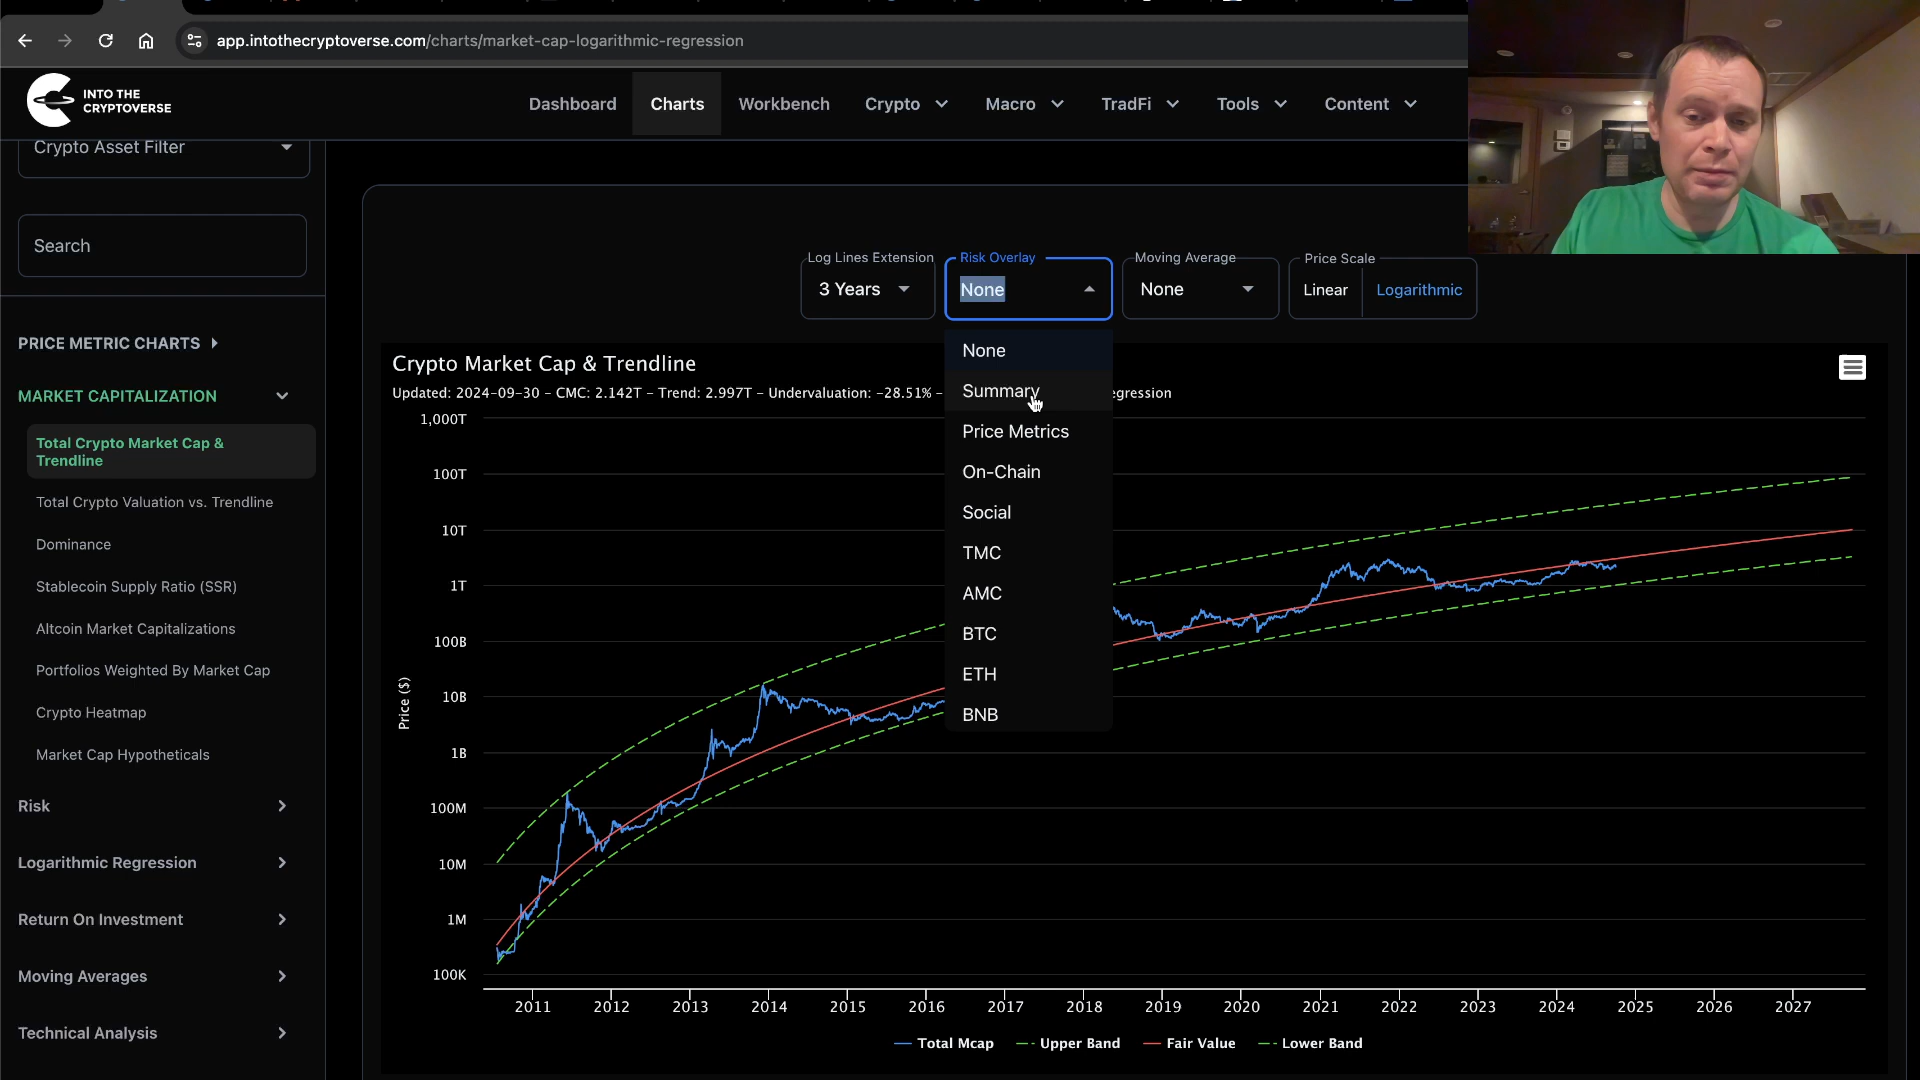 app.intothecryptoverse.com/charts/market-cap-logarithmic-regression
INTO THE
CRYPTOVERSE
Dashboard
Charts
Workbench
Crypto
Macro
TradFi
Tools
Content
Crypto Asset Filter
Search
PRICE METRIC CHARTS
MARKET CAPITALIZATION
Total Crypto Market Cap &
Trendline
Total Crypto Valuation vs. Trendline
Dominance
Stablecoin Supply Ratio (SSR)
Altcoin Market Capitalizations
Portfolios Weighted By Market Cap
Crypto Heatmap
Market Cap Hypotheticals
Risk
Logarithmic Regression
Return On Investment
Moving Averages
Technical Analysis
Log Lines Extension
3 Years
Risk Overlay
None
Moving Average
None
Price Scale
Linear
Logarithmic
None
Summary
Price Metrics
On-Chain
Social
TMC
AMC
BTC
ETH
BNB
Crypto Market Cap & Trendline
Updated: 2024-09-30 - CMC: 2.142T - Trend: 2.997T - Undervaluation: -28.51% - egression
1,000T
100T
10T
1T
100B
10B
1B
100M
10M
1M
100K
Price ($)
2011
2012
2013
2014
2015
2016
2017
2018
2019
2020
2021
2022
2023
2024
2025
2026
2027
Total Mcap
Upper Band
Fair Value
Lower Band